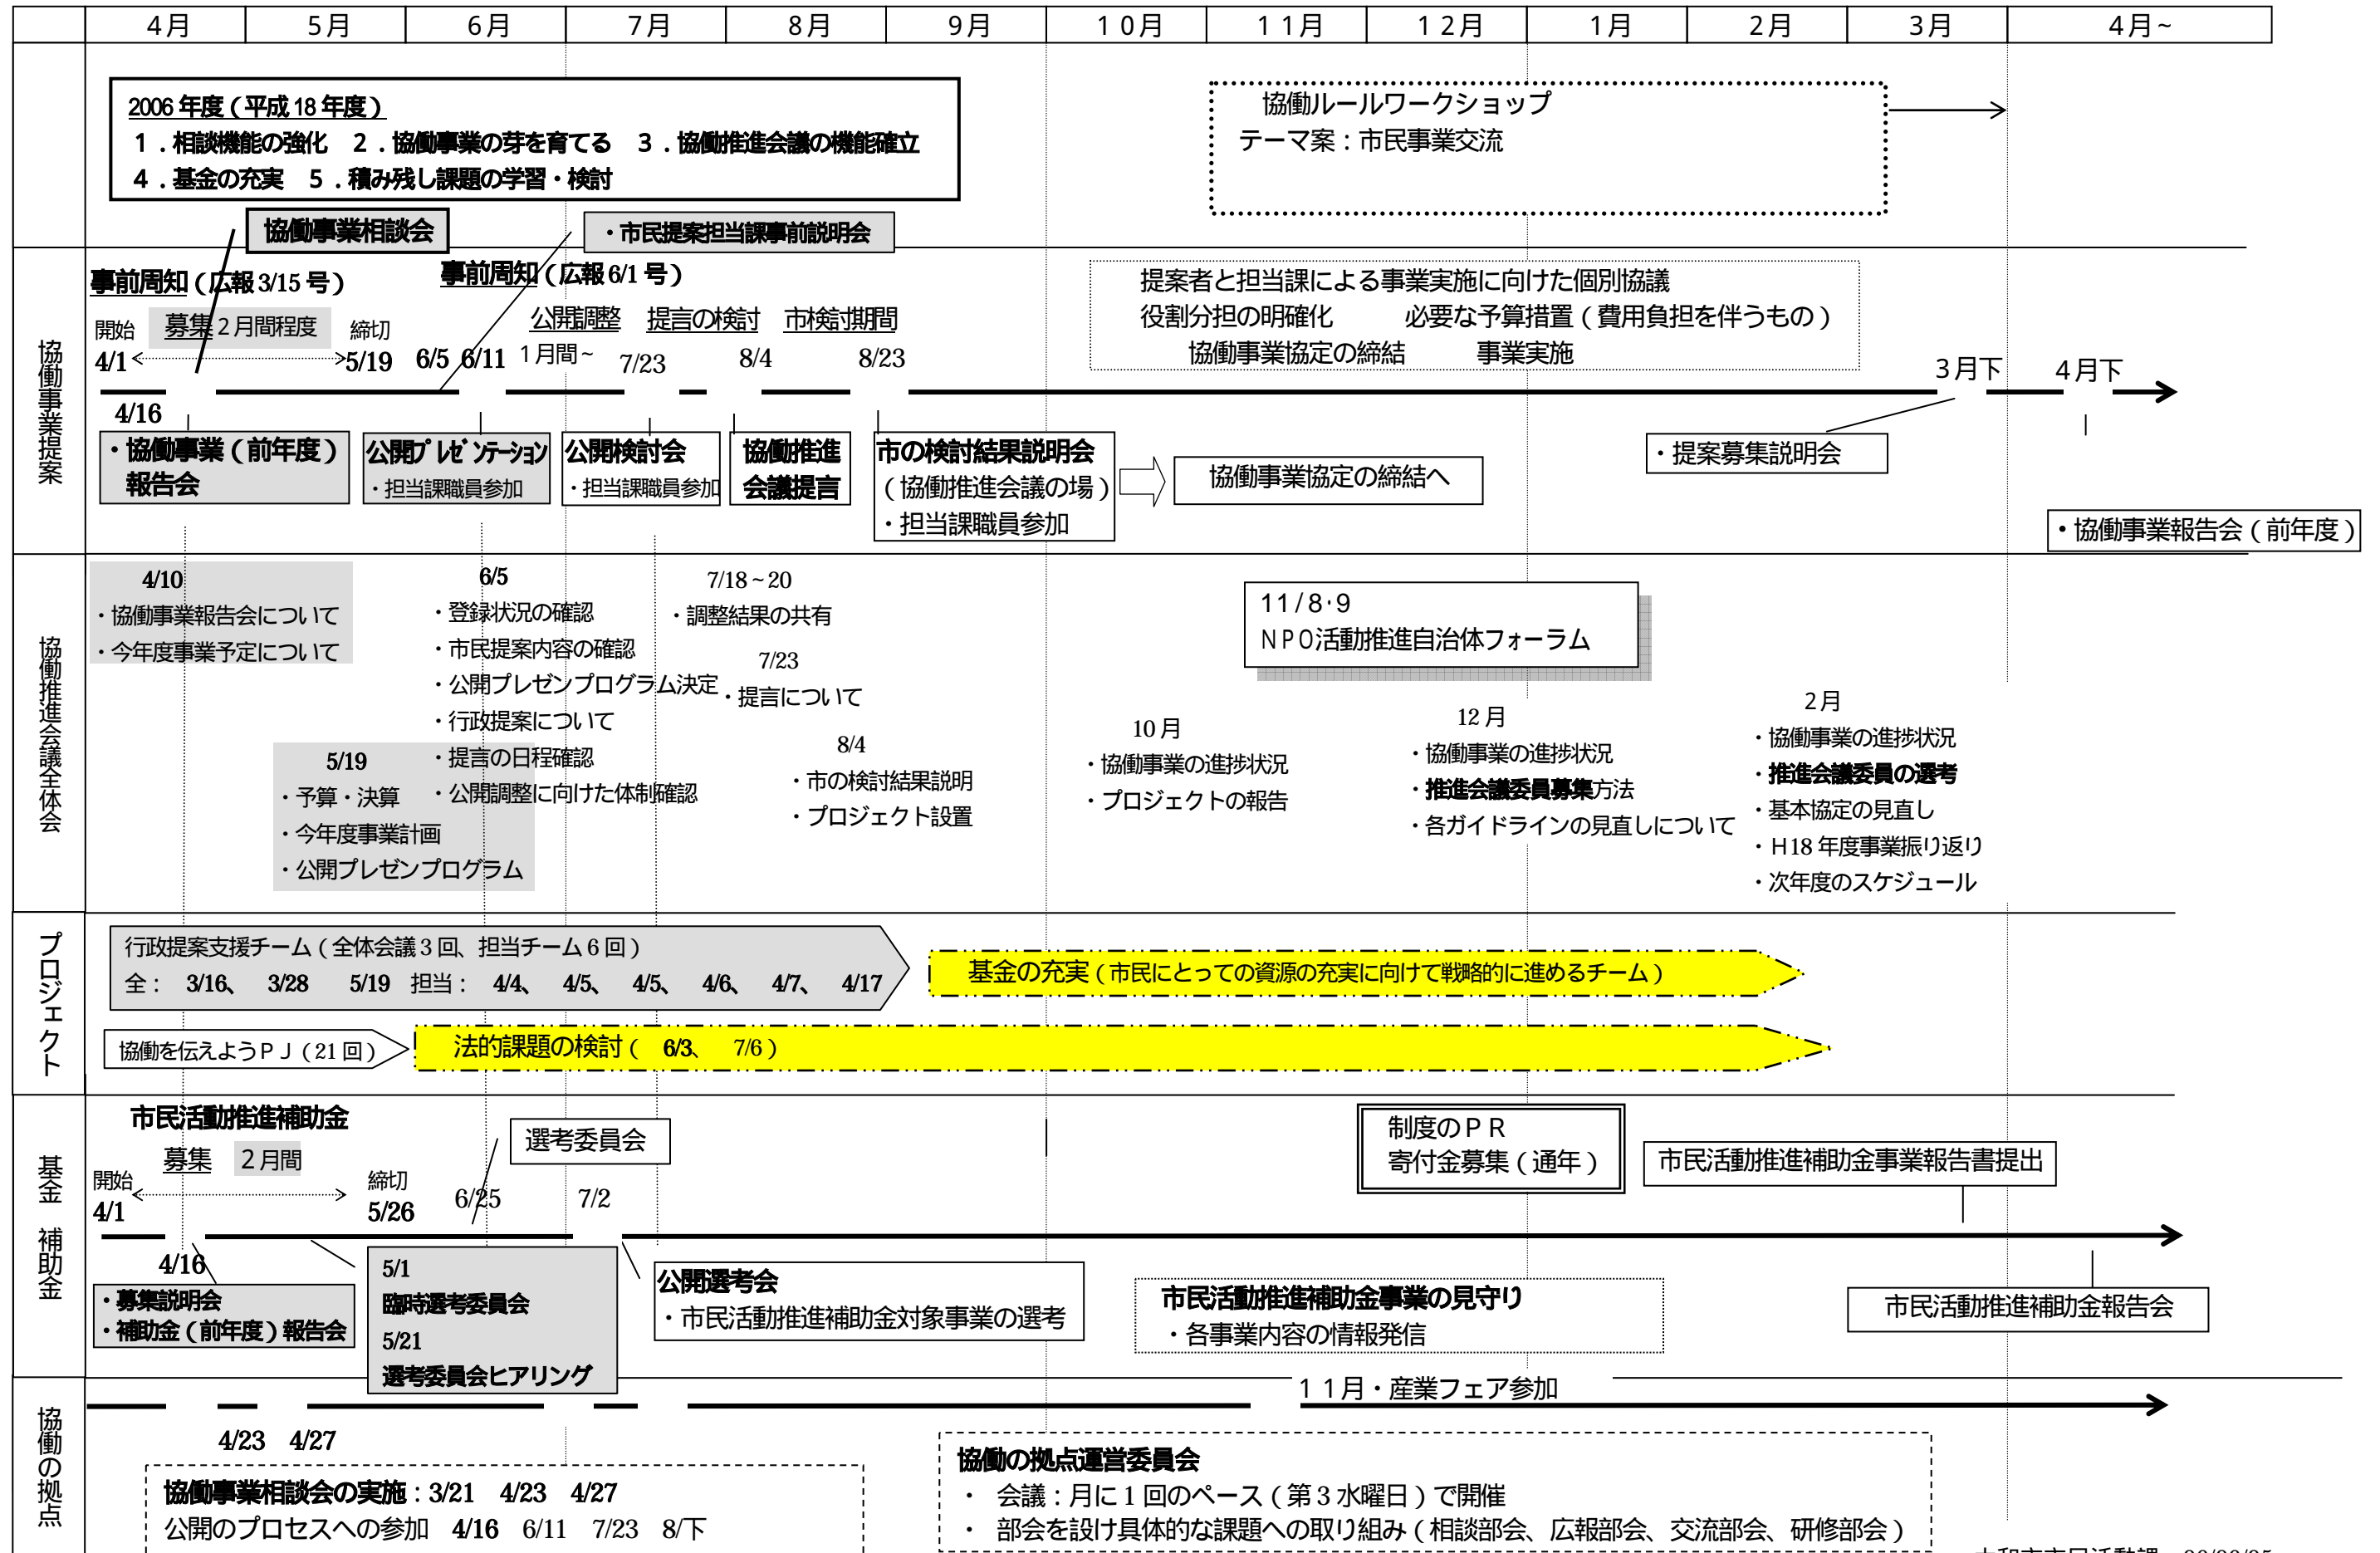 4月 5月 6月 7月 8月 9月 10月 11月 12月 1月 2月 3月 4月~
2006年度(平成18年度)
1.相談機能の強化 2.協働事業の芽を育てる 3.協働推進会議の機能確立
4.基金の充実 5.積み残し課題の学習・検討
協働ルールワークショップ
テーマ案:市民事業交流
協働事業相談会
・市民提案担当課事前説明会
協働事業提案
事前周知(広報3/15号)
事前周知(広報6/1号)
開始 募集2月間程度 締切
4/1 5/19 6/5 6/11
公開調整 提言の検討 市検討期間
1月間~ 7/23 8/4 8/23
提案者と担当課による事業実施に向けた個別協議
役割分担の明確化 必要な予算措置(費用負担を伴うもの)
協働事業協定の締結 事業実施
3月下 4月下
4/16
・協働事業(前年度)
報告会
公開プレゼンテーション
・担当課職員参加
公開検討会
・担当課職員参加
協働推進
会議提言
市の検討結果説明会
(協働推進会議の場)
・担当課職員参加
協働事業協定の締結へ
・提案募集説明会
・協働事業報告会(前年度)
協働推進会議全体会
4/10
・協働事業報告会について
・今年度事業予定について
5/19
・予算・決算
・今年度事業計画
・公開プレゼンプログラム
6/5
・登録状況の確認
・市民提案内容の確認
・公開プレゼンプログラム決定
・行政提案について
・提言の日程確認
・公開調整に向けた体制確認
7/18~20
・調整結果の共有
7/23
・提言について
8/4
・市の検討結果説明
・プロジェクト設置
10月
・協働事業の進捗状況
・プロジェクトの報告
11/8・9
NPO活動推進自治体フォーラム
12月
・協働事業の進捗状況
・推進会議委員募集方法
・各ガイドラインの見直しについて
2月
・協働事業の進捗状況
・推進会議委員の選考
・基本協定の見直し
・H18年度事業振り返り
・次年度のスケジュール
プロジェクト
行政提案支援チーム(全体会議3回、担当チーム6回)
全: 3/16、 3/28 5/19 担当: 4/4、 4/5、 4/5、 4/6、 4/7、 4/17
基金の充実(市民にとっての資源の充実に向けて戦略的に進めるチーム)
協働を伝えようPJ(21回)
法的課題の検討( 6/3、 7/6)
基金 補助金
市民活動推進補助金
募集 2月間
開始 締切
4/1 5/26 6/25 7/2
選考委員会
制度のPR
寄付金募集(通年)
市民活動推進補助金事業報告書提出
4/16
・募集説明会
・補助金(前年度)報告会
5/1
臨時選考委員会
5/21
選考委員会ヒアリング
公開選考会
・市民活動推進補助金対象事業の選考
市民活動推進補助金事業の見守り
・各事業内容の情報発信
市民活動推進補助金報告会
協働の拠点
11月・産業フェア参加
4/23 4/27
協働事業相談会の実施:3/21 4/23 4/27
公開のプロセスへの参加 4/16 6/11 7/23 8/下
協働の拠点運営委員会
・ 会議:月に1回のペース(第3水曜日)で開催
・ 部会を設け具体的な課題への取り組み(相談部会、広報部会、交流部会、研修部会)